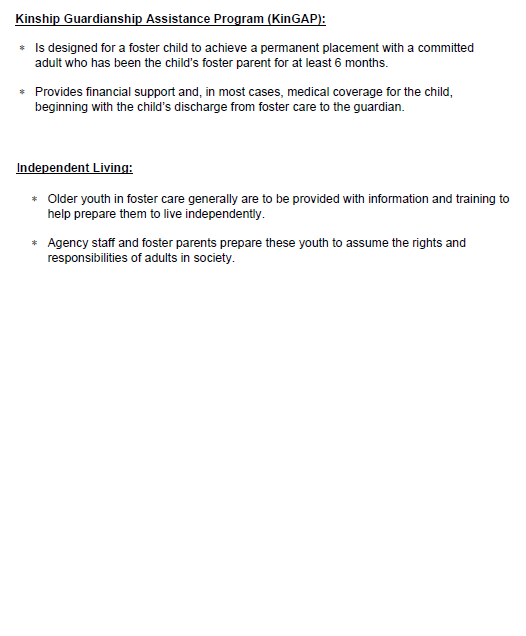 Kinship Guardianship Assistance Program (KinGAP):
* Is designed for a foster child to achieve a permanent placement with a committed
adult who has been the child's foster parent for at least 6 months.
* Provides financial support and, in most cases, medical coverage for the child,
beginning with the child's discharge from foster care to the guardian.
Independent Living:
* Older youth in foster care generally are to be provided with information and training to
help prepare them to live independently.
* Agency staff and foster parents prepare these youth to assume the rights and
responsibilities of adults in society.